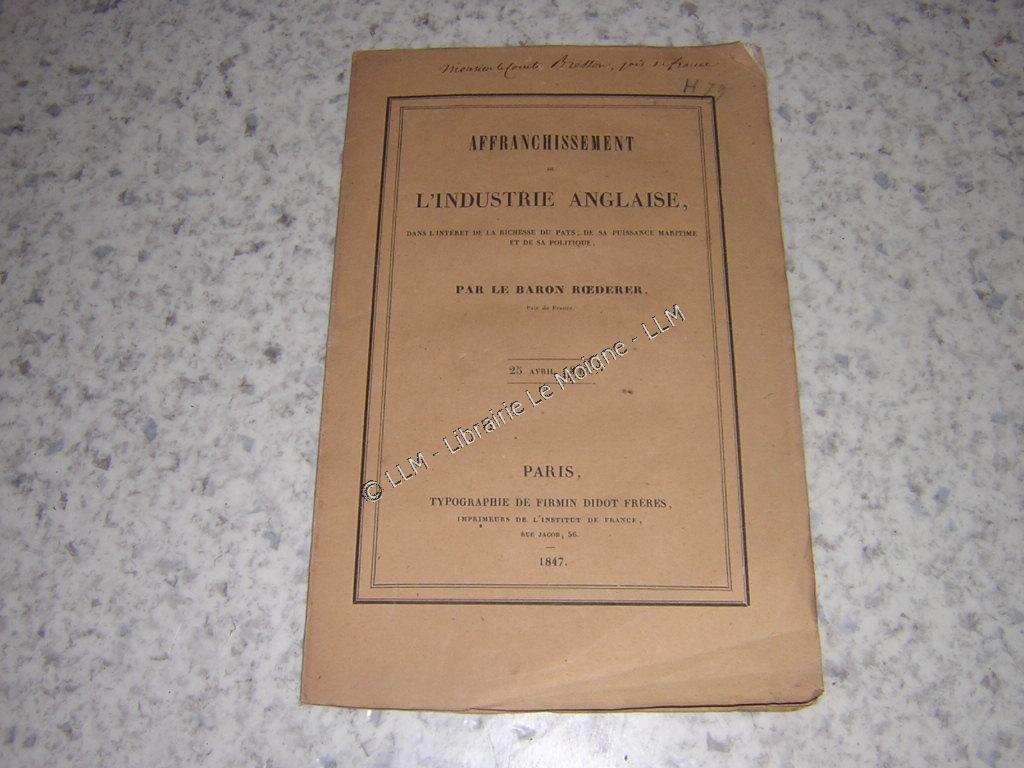 Monsieur le Comte Bresson, pair de france
H 79
AFFRANCHISSEMENT
DE
L'INDUSTRIE ANGLAISE,
DANS L'INTÉRÊT DE LA RICHESSE DU PAYS, DE SA PUISSANCE MARITIME
ET DE SA POLITIQUE,
PAR LE BARON RŒDERER,
Pair de France.
25 AVRIL
PARIS,
TYPOGRAPHIE DE FIRMIN DIDOT FRÈRES,
IMPRIMEURS DE L'INSTITUT DE FRANCE,
RUE JACOB, 56.
1847.
© LLM - Librairie Le Moigne - LLM